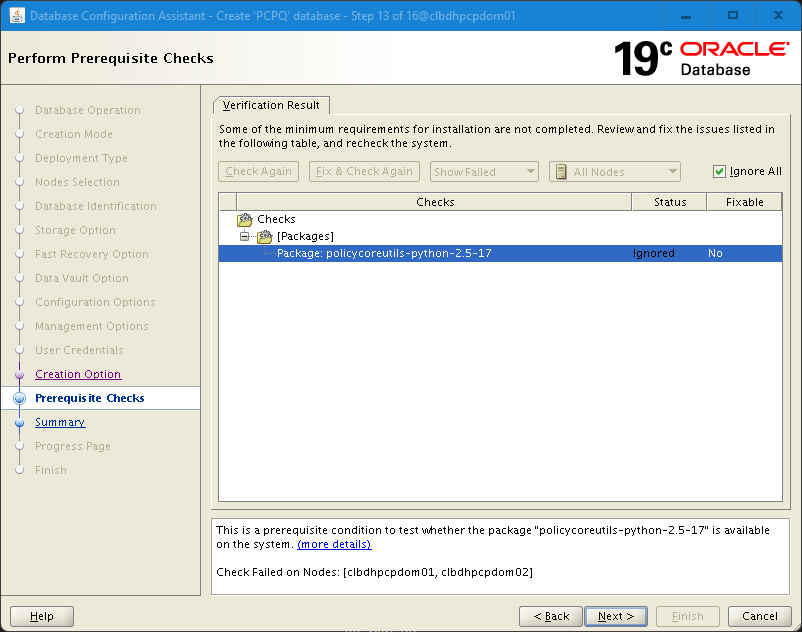 Database Configuration Assistant - Create 'PCPQ' database - Step 13 of 16@clbdhpcpdom01
Perform Prerequisite Checks
19c ORACLE
Database
Database Operation
Creation Mode
Deployment Type
Nodes Selection
Database Identification
Storage Option
Fast Recovery Option
Data Vault Option
Configuration Options
Management Options
User Credentials
Creation Option
Prerequisite Checks
Summary
Progress Page
Finish
Verification Result
Some of the minimum requirements for installation are not completed. Review and fix the issues listed in
the following table, and recheck the system.
Check Again Fix & Check Again Show Failed All Nodes Ignore All
Checks Status Fixable
Checks
[Packages]
Package: policycoreutils-python-2.5-17 Ignored No
This is a prerequisite condition to test whether the package "policycoreutils-python-2.5-17" is available
on the system. (more details)
Check Failed on Nodes: [clbdhpcpdom01, clbdhpcpdom02]
Help < Back Next > Finish Cancel